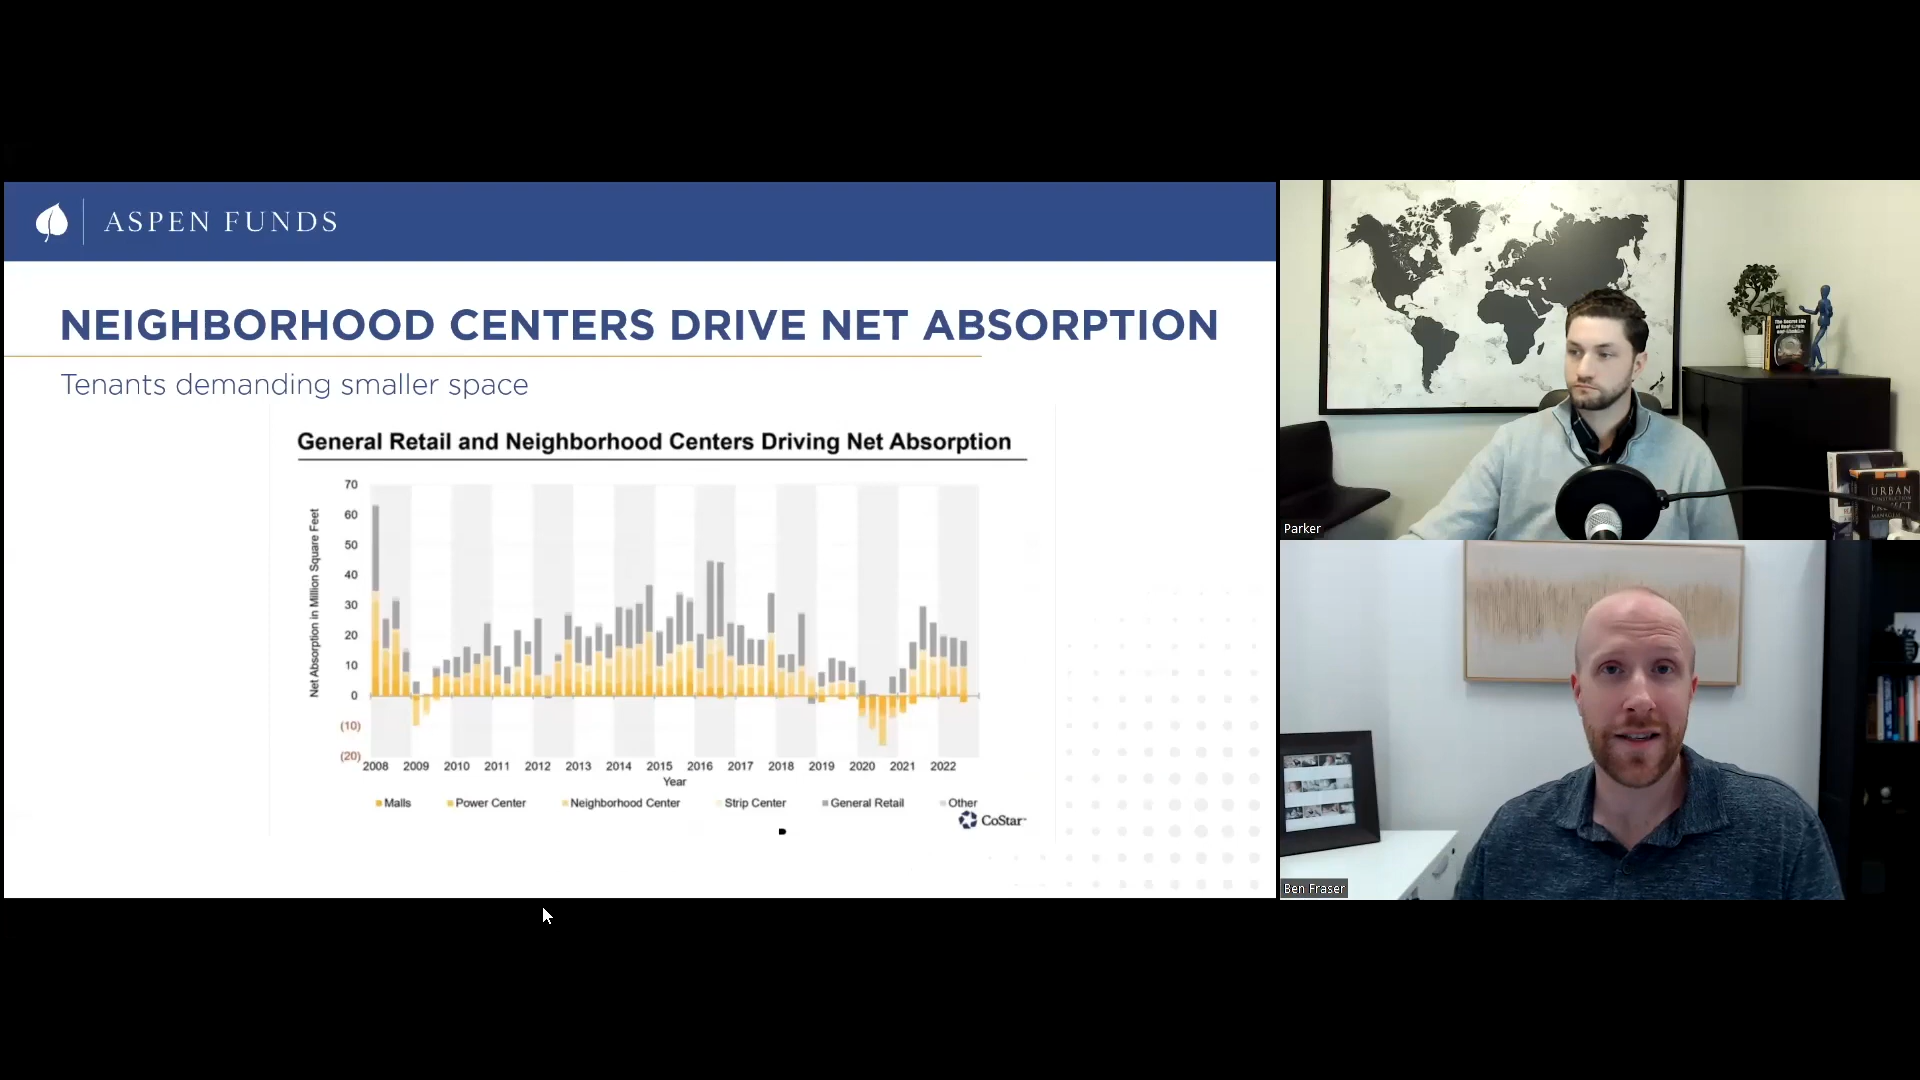 ASPEN FUNDS
NEIGHBORHOOD CENTERS DRIVE NET ABSORPTION
Tenants demanding smaller space
General Retail and Neighborhood Centers Driving Net Absorption
Net Absorption in Million Square Feet
70
60
50
40
30
20
10
0
(10)
(20)
2008 2009 2010 2011 2012 2013 2014 2015 2016 2017 2018 2019 2020 2021 2022
Year
Malls Power Center Neighborhood Center Strip Center General Retail Other
CoStar
Parker
URBAN
Ben Fraser